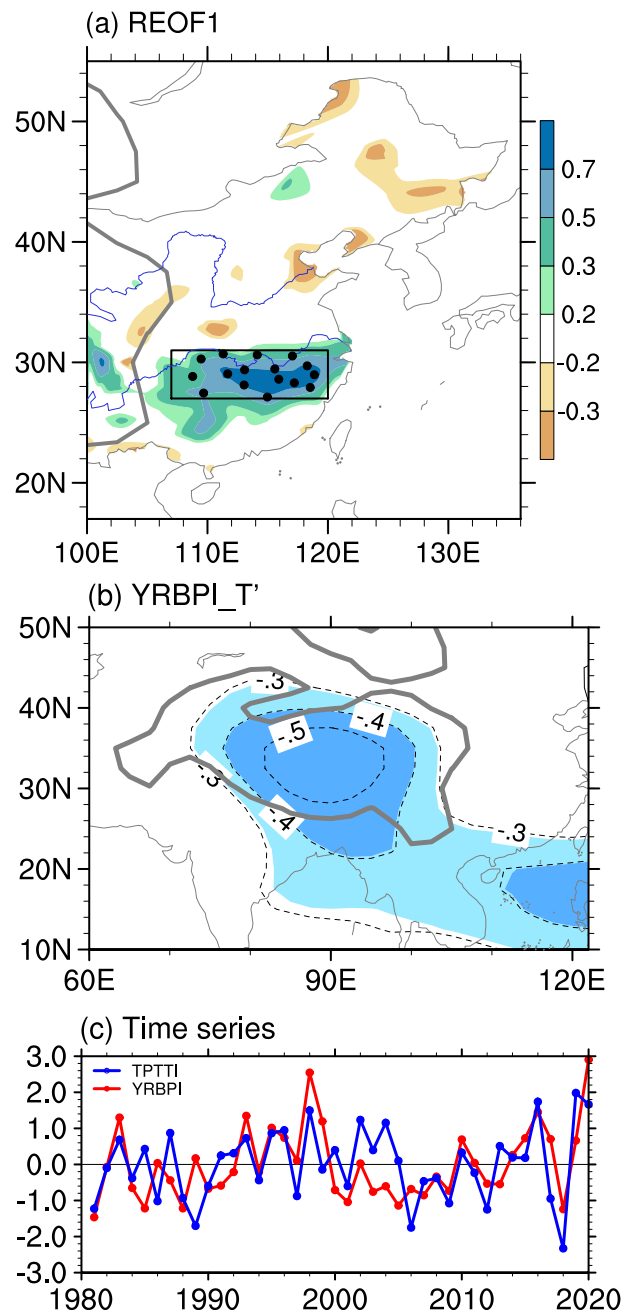 (a) REOF1
50N
40N
30N
20N
100E 110E 120E 130E
0.7
0.5
0.3
0.2
-0.2
-0.3
(b) YRBPI_T'
50N
40N
30N
20N
10N
60E 90E 120E
-.3
-.4
-.5
-.3
-.4
-.3
(c) Time series
3.0
2.0
1.0
0.0
-1.0
-2.0
-3.0
TPTTI
YRBPI
1980 1990 2000 2010 2020